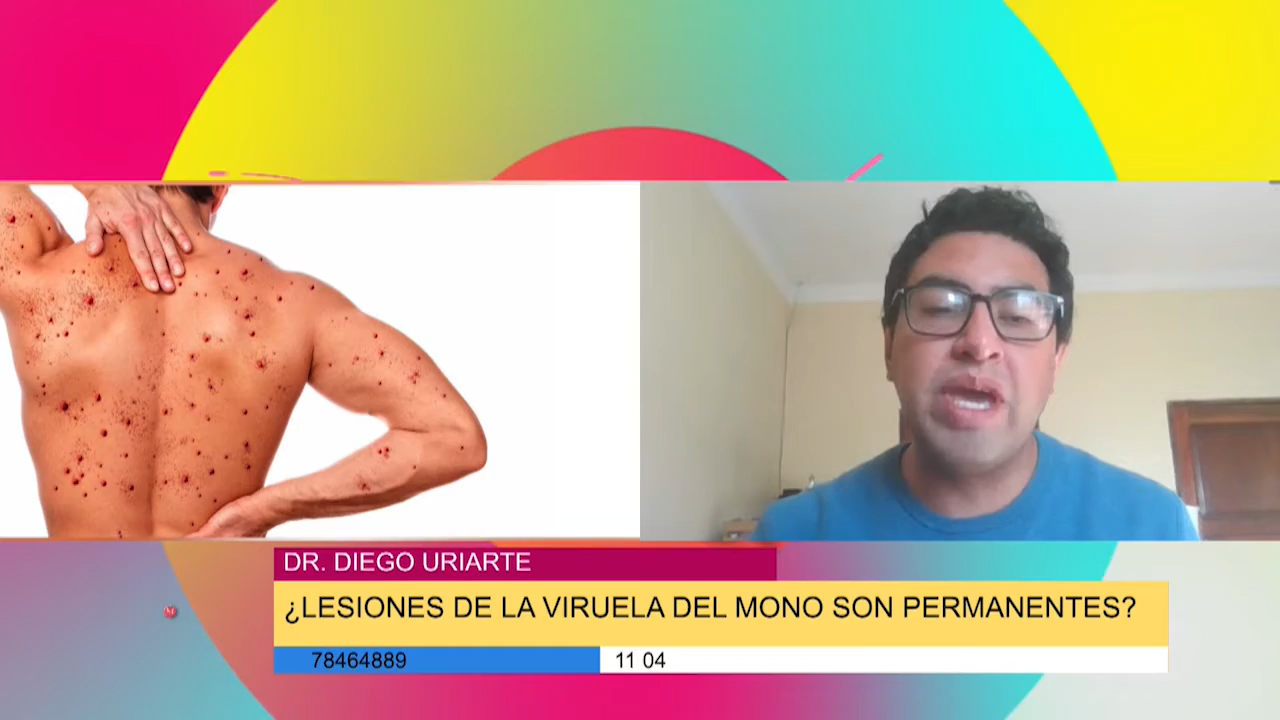 DR. DIEGO URIARTE
¿LESIONES DE LA VIRUELA DEL MONO SON PERMANENTES?
78464889
11 04